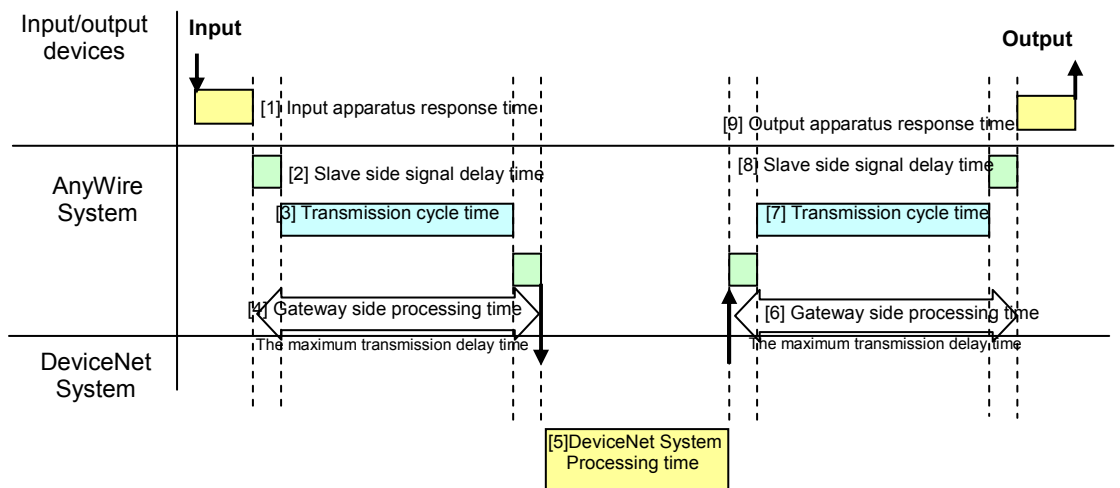 Input/output
devices
Input
Output
[1] Input apparatus response time
[9] Output apparatus response time
AnyWire
System
[2] Slave side signal delay time
[8] Slave side signal delay time
[3] Transmission cycle time
[7] Transmission cycle time
[4] Gateway side processing time
[6] Gateway side processing time
The maximum transmission delay time
The maximum transmission delay time
DeviceNet
System
[5]DeviceNet System
Processing time